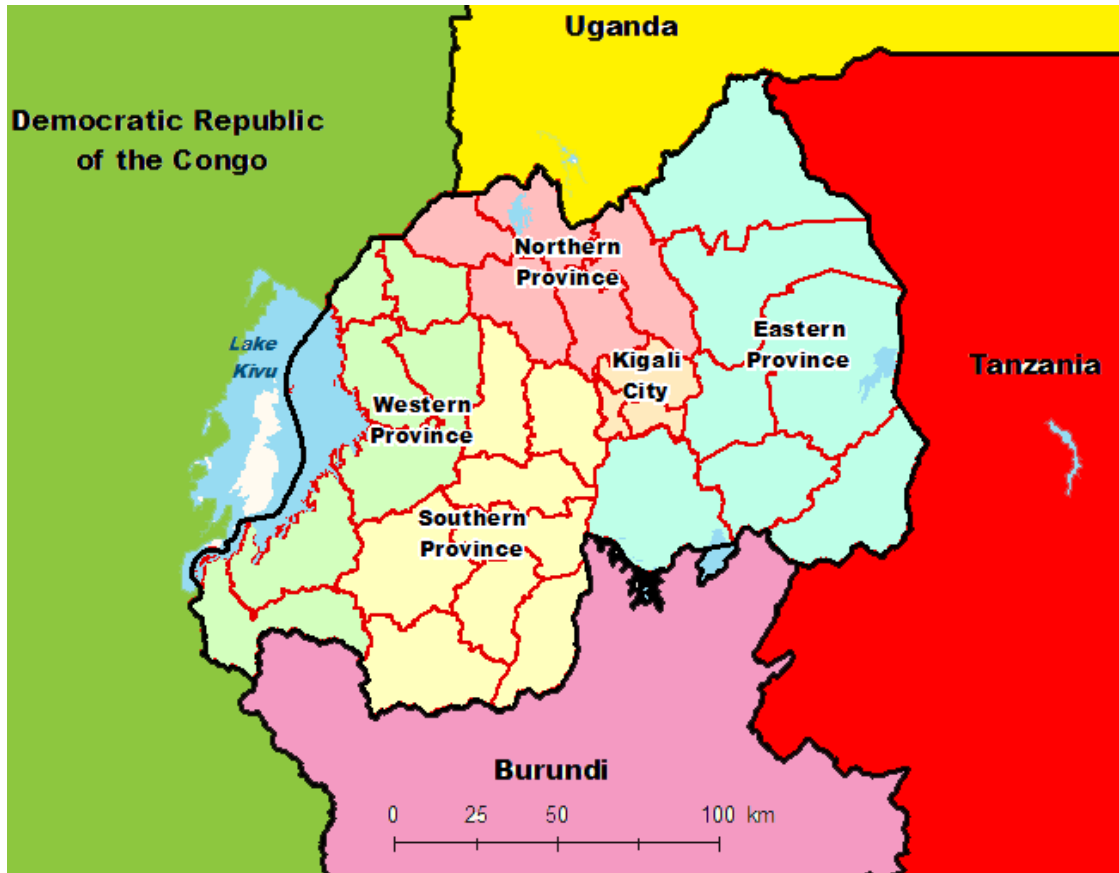 Uganda
Democratic Republic
of the Congo
Northern
Province
Eastern
Province
Lake
Kivu
Kigali
City
Tanzania
Western
Province
Southern
Province
Burundi
0 25 50 100 km